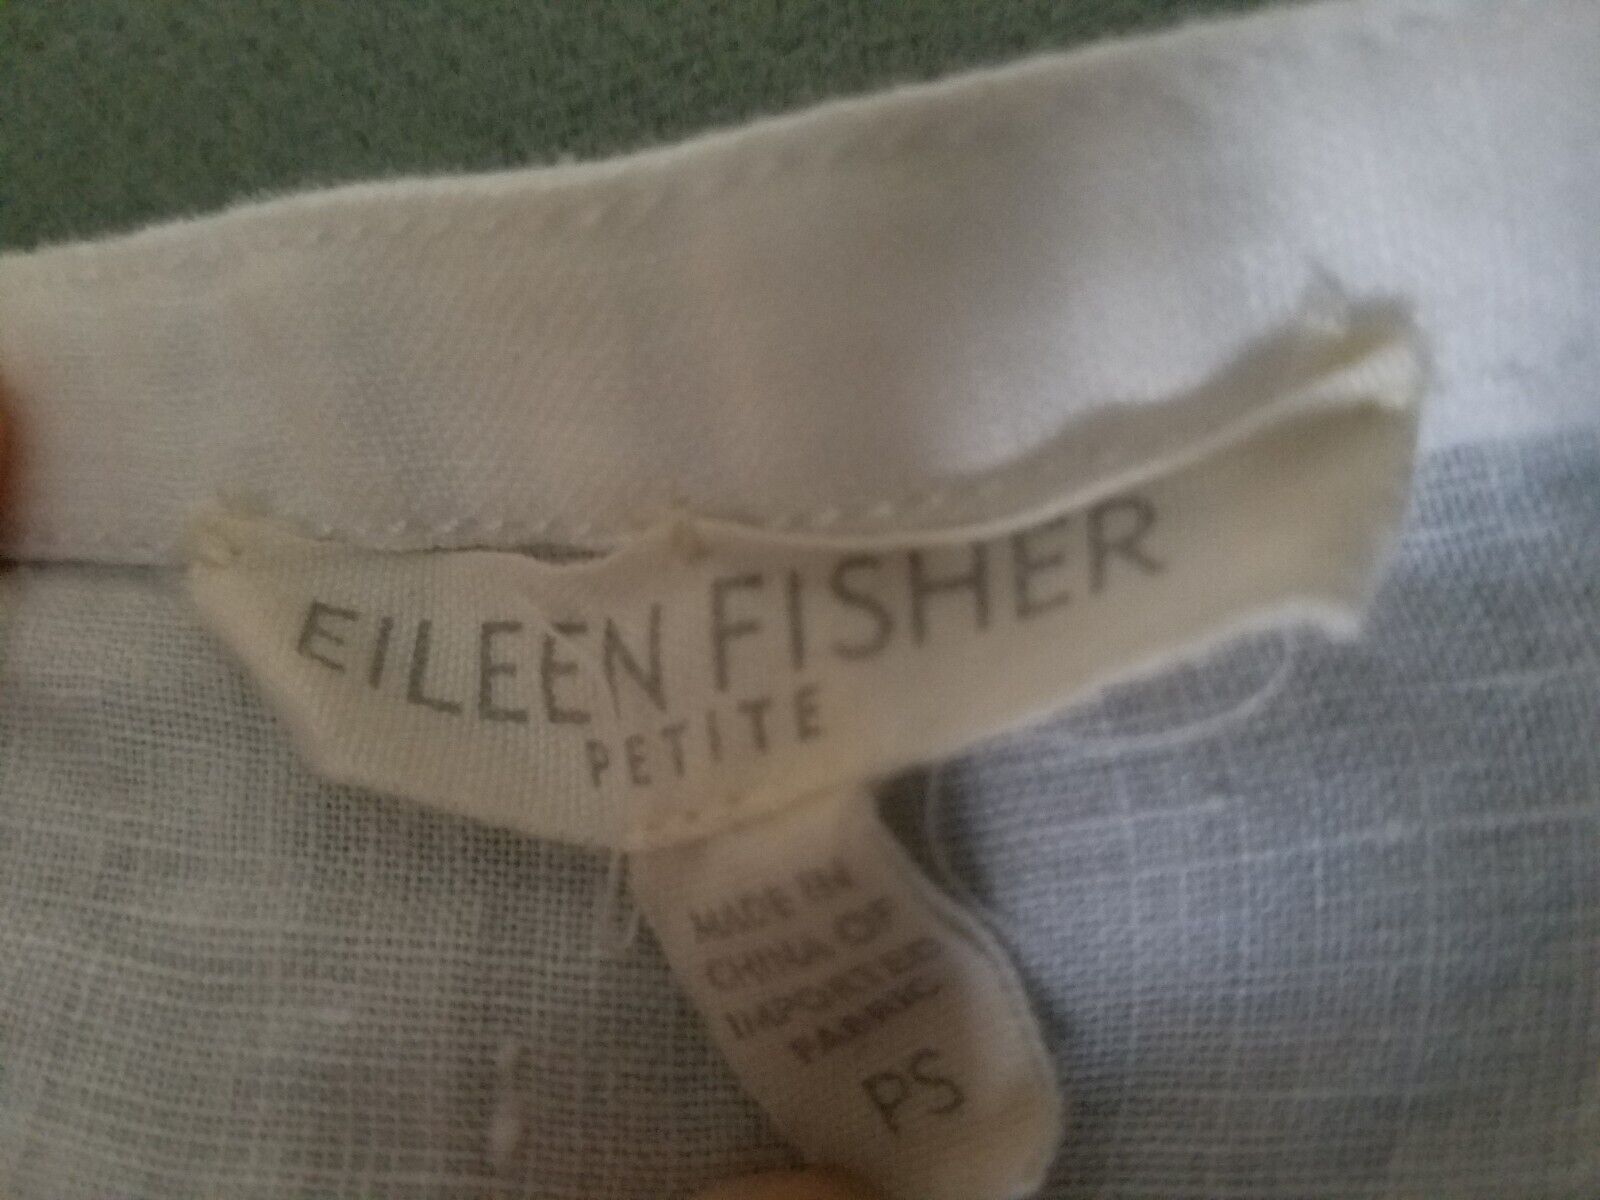 EILEEN FISHER
PETITE
MADE IN
CHINA OF
IMPORTED
FABRIC
PS